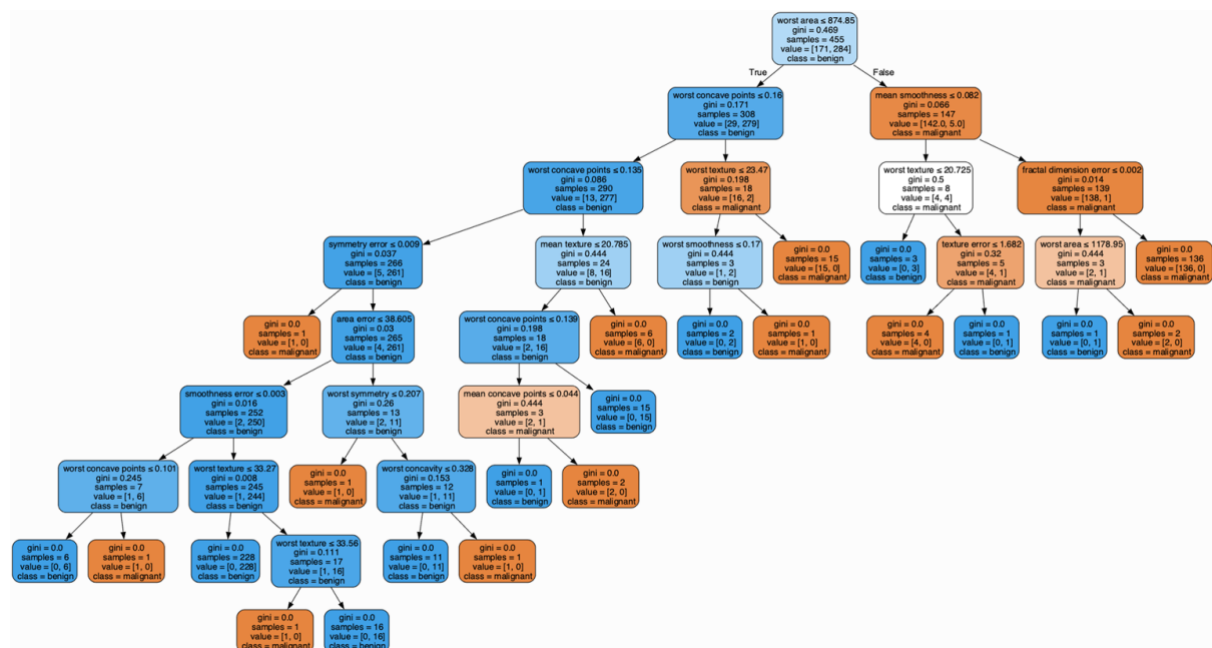 worst area ≤ 874.85
gini = 0.469
samples = 455
value = [171, 284]
class = benign
True
False
worst concave points ≤ 0.16
gini = 0.171
samples = 308
value = [29, 279]
class = benign
mean smoothness ≤ 0.082
gini = 0.066
samples = 147
value = [142.0, 5.0]
class = malignant
worst concave points ≤ 0.135
gini = 0.086
samples = 290
value = [13, 277]
class = benign
worst texture ≤ 23.47
gini = 0.198
samples = 18
value = [16, 2]
class = malignant
worst texture ≤ 20.725
gini = 0.5
samples = 8
value = [4, 4]
class = malignant
fractal dimension error ≤ 0.002
gini = 0.014
samples = 139
value = [138, 1]
class = malignant
symmetry error ≤ 0.009
gini = 0.037
samples = 266
value = [5, 261]
class = benign
mean texture ≤ 20.785
gini = 0.444
samples = 24
value = [8, 16]
class = benign
worst smoothness ≤ 0.17
gini = 0.444
samples = 3
value = [1, 2]
class = benign
gini = 0.0
samples = 15
value = [15, 0]
class = malignant
gini = 0.0
samples = 3
value = [0, 3]
class = benign
texture error ≤ 1.682
gini = 0.32
samples = 5
value = [4, 1]
class = malignant
worst area ≤ 1178.95
gini = 0.444
samples = 3
value = [2, 1]
class = malignant
gini = 0.0
samples = 136
value = [136, 0]
class = malignant
gini = 0.0
samples = 1
value = [1, 0]
class = malignant
area error ≤ 38.605
gini = 0.03
samples = 265
value = [4, 261]
class = benign
worst concave points ≤ 0.139
gini = 0.198
samples = 18
value = [2, 16]
class = benign
gini = 0.0
samples = 6
value = [6, 0]
class = malignant
gini = 0.0
samples = 2
value = [0, 2]
class = benign
gini = 0.0
samples = 1
value = [1, 0]
class = malignant
gini = 0.0
samples = 4
value = [4, 0]
class = malignant
gini = 0.0
samples = 1
value = [0, 1]
class = benign
gini = 0.0
samples = 1
value = [0, 1]
class = benign
gini = 0.0
samples = 2
value = [2, 0]
class = malignant
smoothness error ≤ 0.003
gini = 0.016
samples = 252
value = [2, 250]
class = benign
worst symmetry ≤ 0.207
gini = 0.26
samples = 13
value = [2, 11]
class = benign
mean concave points ≤ 0.044
gini = 0.444
samples = 3
value = [2, 1]
class = malignant
gini = 0.0
samples = 15
value = [0, 15]
class = benign
worst concave points ≤ 0.101
gini = 0.245
samples = 7
value = [1, 6]
class = benign
worst texture ≤ 33.27
gini = 0.008
samples = 245
value = [1, 244]
class = benign
gini = 0.0
samples = 1
value = [1, 0]
class = malignant
worst concavity ≤ 0.328
gini = 0.153
samples = 12
value = [1, 11]
class = benign
gini = 0.0
samples = 1
value = [0, 1]
class = benign
gini = 0.0
samples = 2
value = [2, 0]
class = malignant
gini = 0.0
samples = 6
value = [0, 6]
class = benign
gini = 0.0
samples = 1
value = [1, 0]
class = malignant
gini = 0.0
samples = 228
value = [0, 228]
class = benign
worst texture ≤ 33.56
gini = 0.111
samples = 17
value = [1, 16]
class = benign
gini = 0.0
samples = 11
value = [0, 11]
class = benign
gini = 0.0
samples = 1
value = [1, 0]
class = malignant
gini = 0.0
samples = 1
value = [1, 0]
class = malignant
gini = 0.0
samples = 16
value = [0, 16]
class = benign